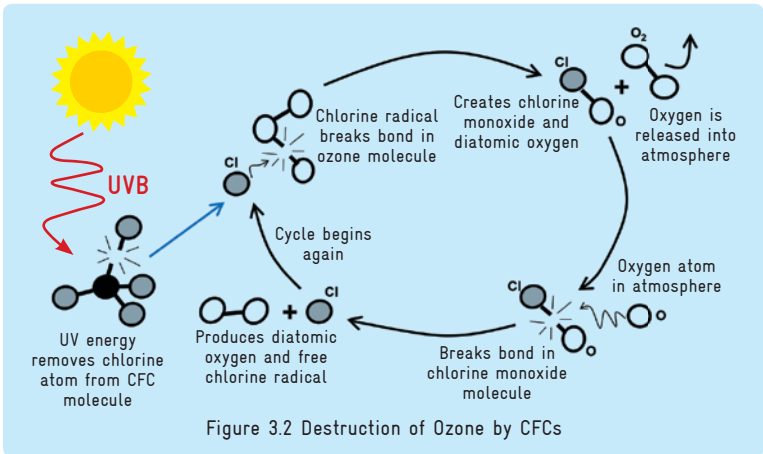 UVB
UV energy
removes chlorine
atom from CFC
molecule
Cl
Chlorine radical
breaks bond in
ozone molecule
Cl
O
Creates chlorine
monoxide and
diatomic oxygen
+
O₂
Oxygen is
released into
atmosphere
Oxygen atom
in atmosphere
O
Cl
O
Breaks bond in
chlorine monoxide
molecule
+
Cl
Produces diatomic
oxygen and free
chlorine radical
Cycle begins
again
Figure 3.2 Destruction of Ozone by CFCs